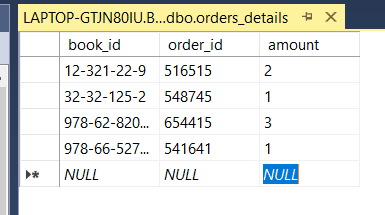 LAPTOP-GTJN80IU.B...dbo.orders_details
book_id order_id amount
12-321-22-9 516515 2
32-32-125-2 548745 1
978-62-820... 654415 3
978-66-527... 541641 1
NULL NULL NULL